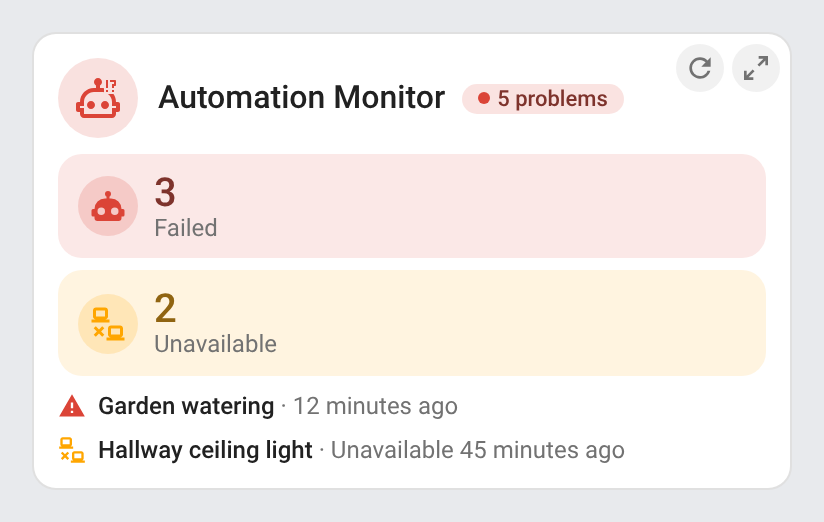 Automation Monitor
5 problems
3
Failed
2
Unavailable
Garden watering · 12 minutes ago
Hallway ceiling light · Unavailable 45 minutes ago